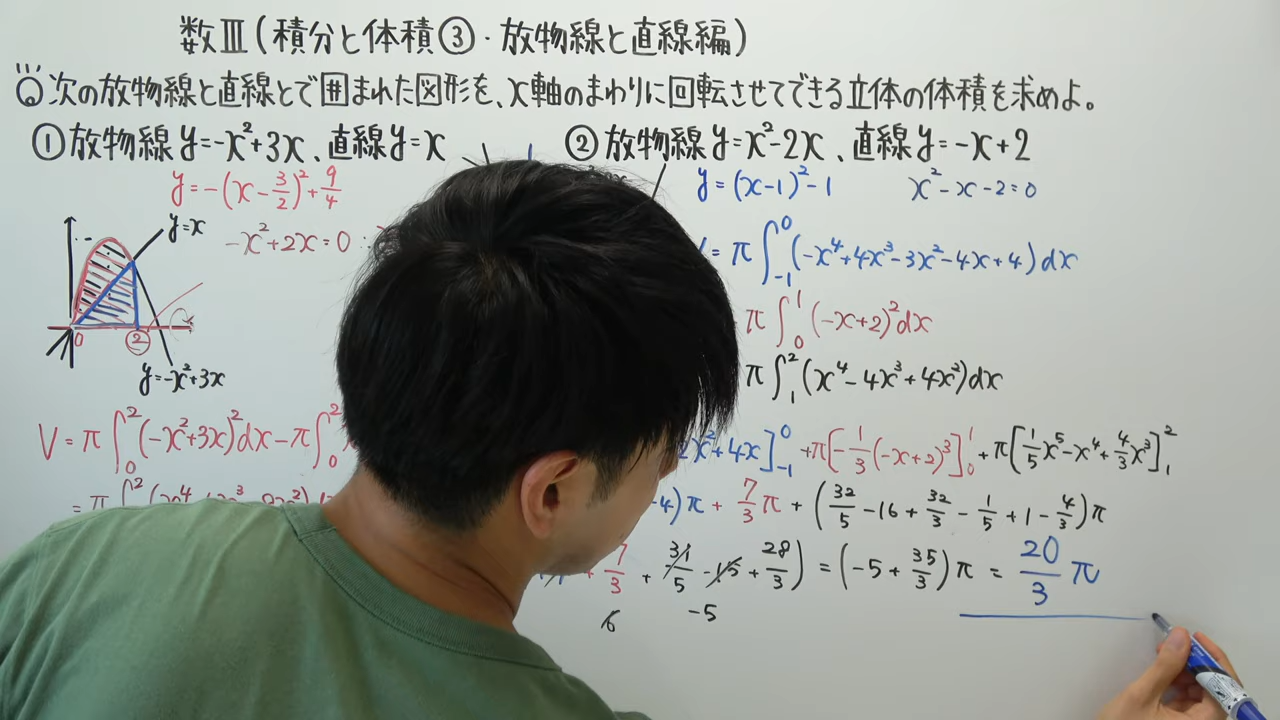 数Ⅲ(積分と体積③・放物線と直線編)
Q 次の放物線と直線とで囲まれた図形を、x軸のまわりに回転させてできる立体の体積を求めよ。
①放物線y=-x²+3x、直線y=x
②放物線y=x²-2x、直線y=-x+2
y=-(x-3/2)²+9/4
-x²+2x=0
y=x
0
2
y=-x²+3x
V=π∫₀²(-x²+3x)²dx-π∫₀²
=π∫
y=(x-1)²-1
x²-x-2=0
=π∫₋₁⁰(-x⁴+4x³-3x²-4x+4)dx
π∫₀¹(-x+2)²dx
π∫₁²(x⁴-4x³+4x²)dx
2x²+4x]₋₁⁰+π[-1/3(-x+2)³]₀¹+π[1/5x⁵-x⁴+4/3x³]₁²
-4)π+7/3π+(32/5-16+32/3-1/5+1-4/3)π
+7/3+31/5-15+28/3)=(-5+35/3)π=20/3π
6 -5